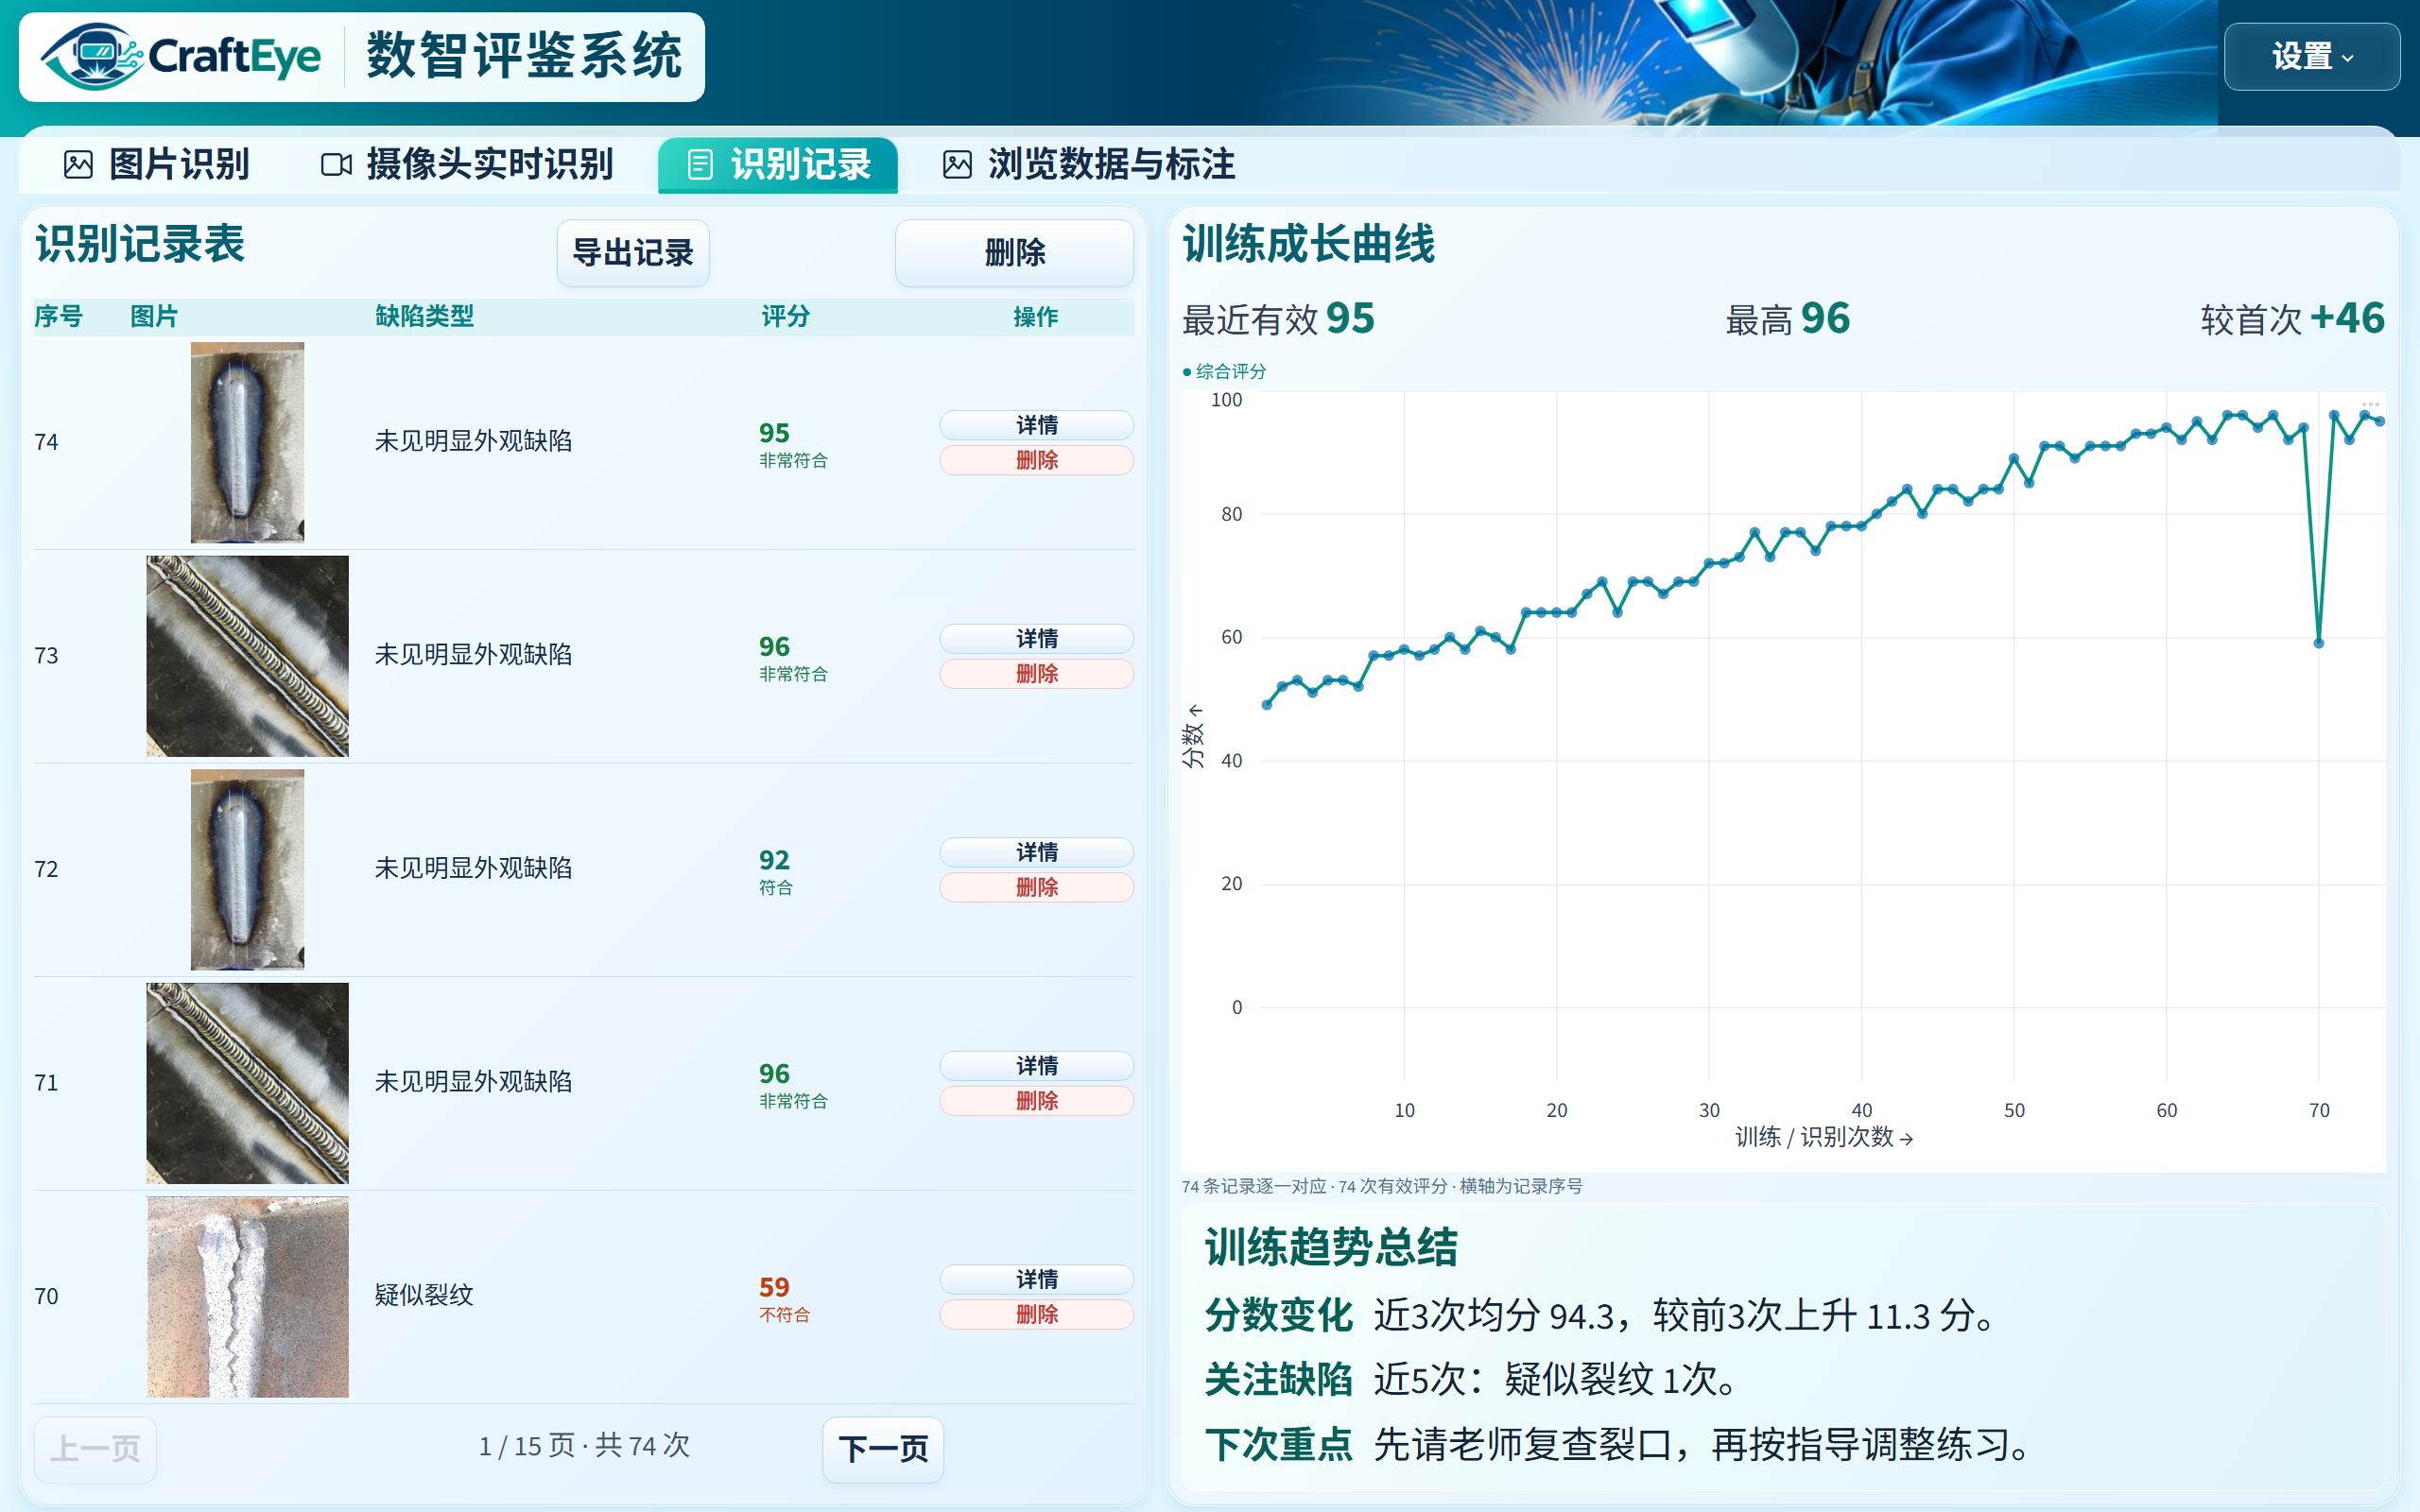 CraftEye 数智评鉴系统
设置
图片识别
摄像头实时识别
识别记录
浏览数据与标注
识别记录表
导出记录
删除
序号 图片 缺陷类型 评分 操作
74 未见明显外观缺陷 95 非常符合 详情 删除
73 未见明显外观缺陷 96 非常符合 详情 删除
72 未见明显外观缺陷 92 符合 详情 删除
71 未见明显外观缺陷 96 非常符合 详情 删除
70 疑似裂纹 59 不符合 详情 删除
上一页
1 / 15 页 · 共 74 次
下一页
训练成长曲线
最近有效 95
最高 96
较首次 +46
● 综合评分
100
80
60
40
20
0
分数 ↑
10 20 30 40 50 60 70
训练 / 识别次数 →
74 条记录逐一对应 · 74 次有效评分 · 横轴为记录序号
训练趋势总结
分数变化 近3次均分 94.3，较前3次上升 11.3 分。
关注缺陷 近5次：疑似裂纹 1次。
下次重点 先请老师复查裂口，再按指导调整练习。